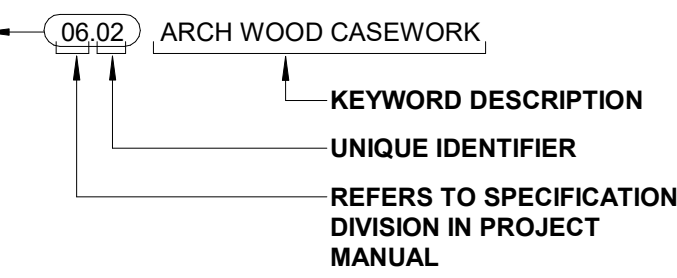 06.02 ARCH WOOD CASEWORK
KEYWORD DESCRIPTION
UNIQUE IDENTIFIER
REFERS TO SPECIFICATION
DIVISION IN PROJECT
MANUAL